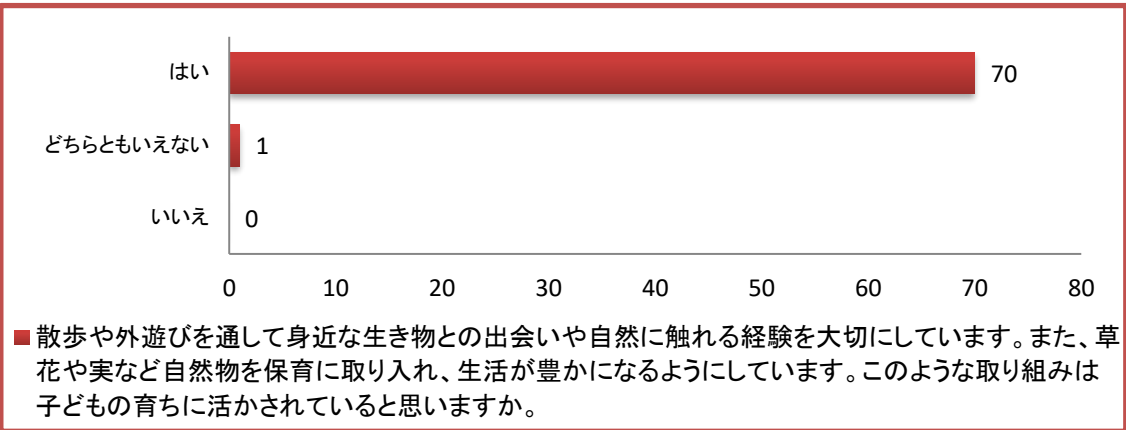 はい 70
どちらともいえない 1
いいえ 0
0 10 20 30 40 50 60 70 80
散歩や外遊びを通して身近な生き物との出会いや自然に触れる経験を大切にしています。また、草
花や実など自然物を保育に取り入れ、生活が豊かになるようにしています。このような取り組みは
子どもの育ちに活かされていると思いますか。